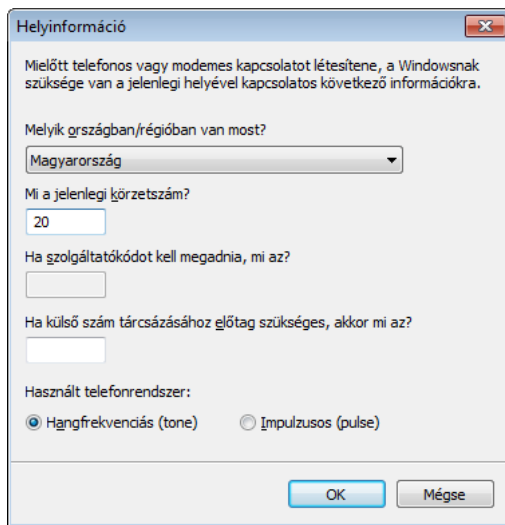 Helyinformáció
Mielőtt telefonos vagy modemes kapcsolatot létesítene, a Windowsnak
szüksége van a jelenlegi helyével kapcsolatos következő információkra.
Melyik országban/régióban van most?
Magyarország
Mi a jelenlegi körzetszám?
20
Ha szolgáltatókódot kell megadnia, mi az?
Ha külső szám tárcsázásához előtag szükséges, akkor mi az?
Használt telefonrendszer:
Hangfrekvenciás (tone) Impulzusos (pulse)
OK Mégse